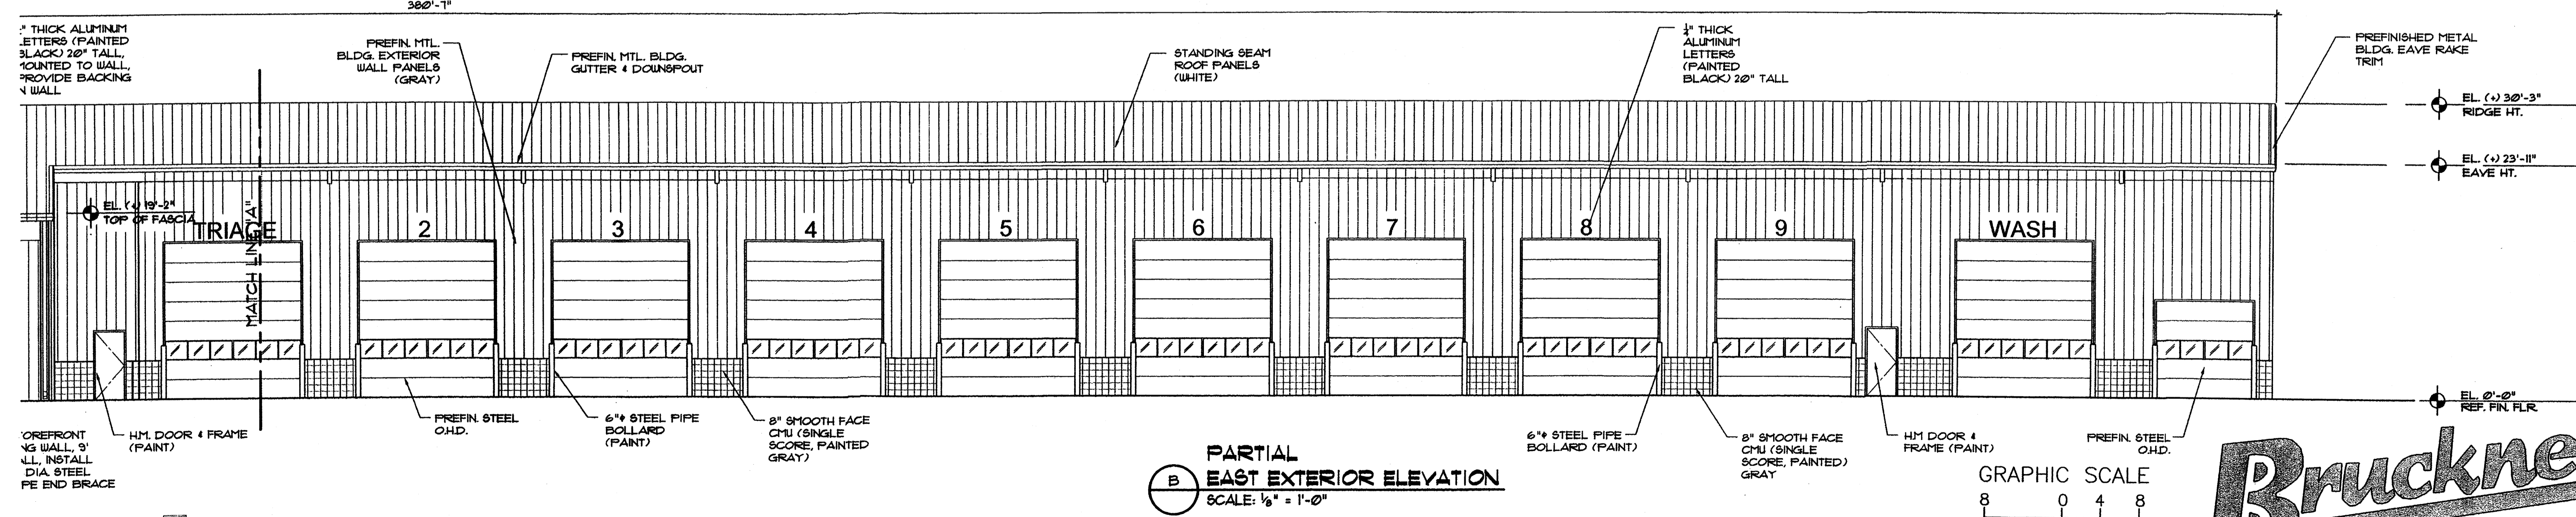 380'-7"
" THICK ALUMINUM
LETTERS (PAINTED
BLACK) 20" TALL,
MOUNTED TO WALL,
PROVIDE BACKING
N WALL
PREFIN. MTL.
BLDG. EXTERIOR
WALL PANELS
(GRAY)
PREFIN. MTL. BLDG.
GUTTER & DOWNSPOUT
STANDING SEAM
ROOF PANELS
(WHITE)
1/4" THICK
ALUMINUM
LETTERS
(PAINTED
BLACK) 20" TALL
PREFINISHED METAL
BLDG. EAVE RAKE
TRIM
EL. (+) 30'-3"
RIDGE HT.
EL. (+) 23'-11"
EAVE HT.
EL. (+) 19'-2"
TOP OF FASCIA
MATCH LINE "A"
TRIAGE 2 3 4 5 6 7 8 9 WASH
EL. 0'-0"
REF. FIN. FLR.
OREFRONT
NG WALL, 9'
ALL, INSTALL
DIA. STEEL
PE END BRACE
H.M. DOOR & FRAME
(PAINT)
PREFIN. STEEL
O.H.D.
6"ϕ STEEL PIPE
BOLLARD
(PAINT)
8" SMOOTH FACE
CMU (SINGLE
SCORE, PAINTED
GRAY)
6"ϕ STEEL PIPE
BOLLARD (PAINT)
8" SMOOTH FACE
CMU (SINGLE
SCORE, PAINTED)
GRAY
H.M DOOR &
FRAME (PAINT)
PREFIN. STEEL
O.H.D.
B
PARTIAL
EAST EXTERIOR ELEVATION
SCALE: 1/8" = 1'-0"
GRAPHIC SCALE
8 0 4 8
Bruckne